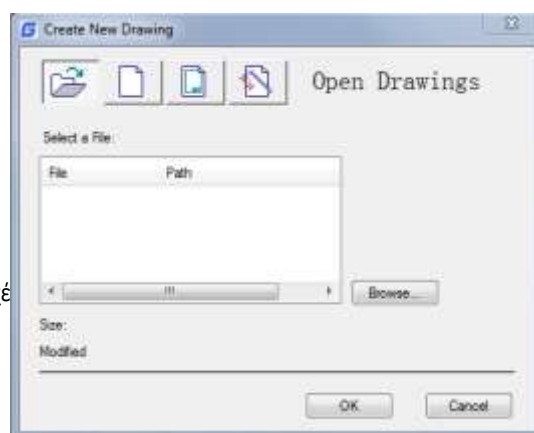 Create New Drawing
Open Drawings
Select a File:
File Path
έ
Browse...
Size:
Modified
OK Cancel